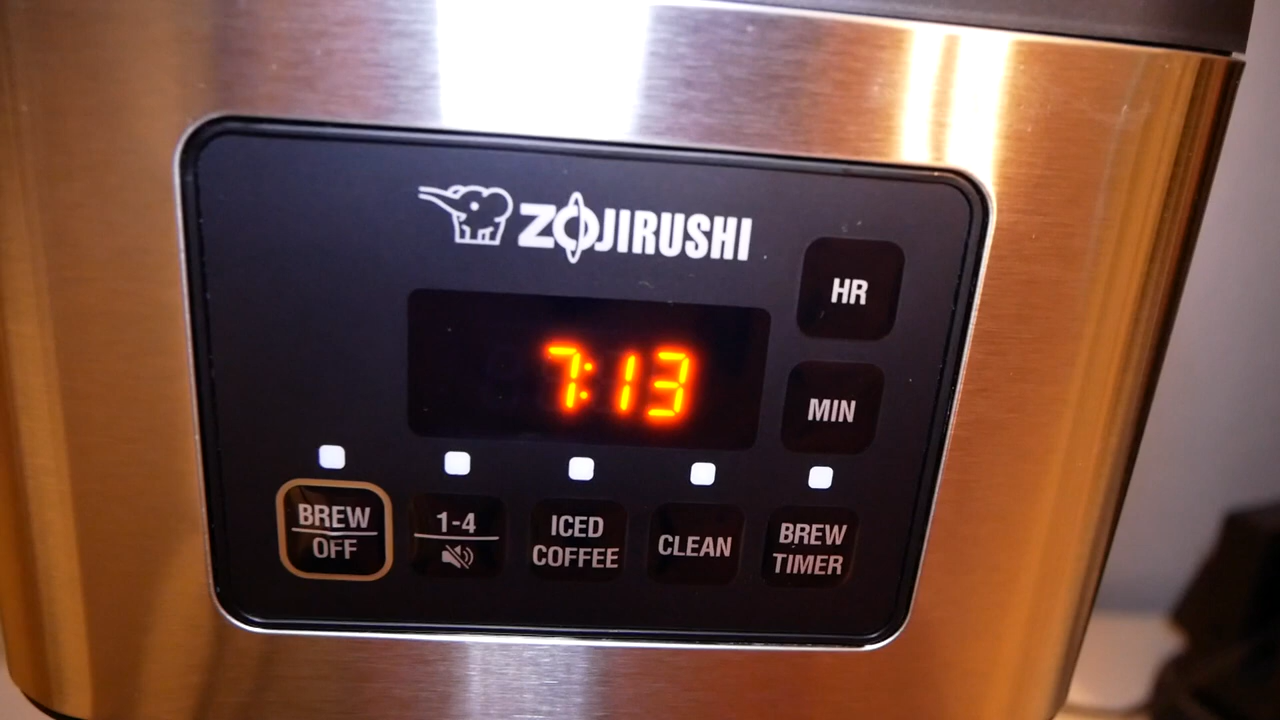 ZOJIRUSHI
HR
7:13
MIN
BREW
OFF
1-4
ICED
COFFEE
CLEAN
BREW
TIMER